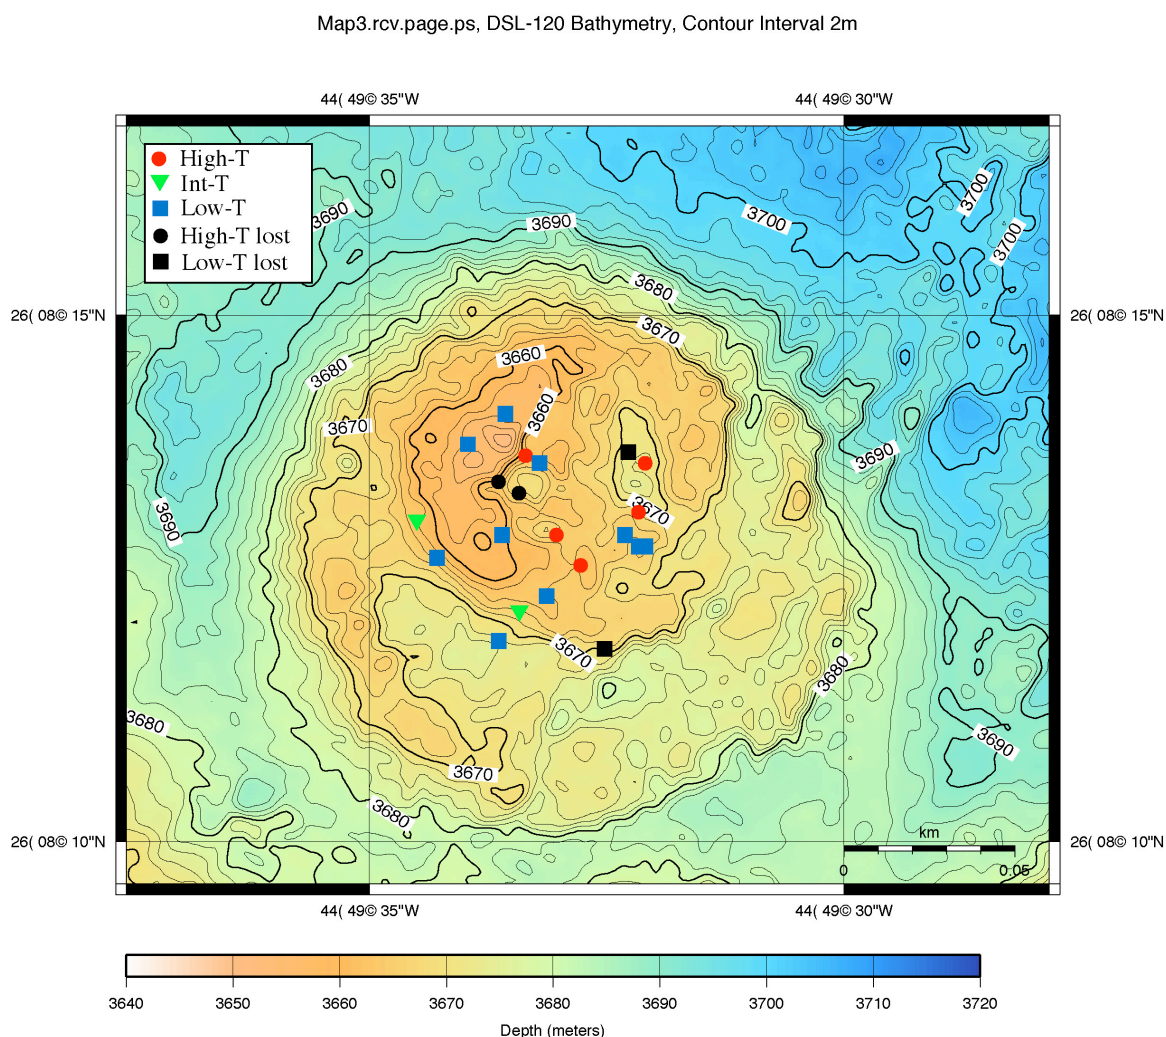 Map3.rcv.page.ps, DSL-120 Bathymetry, Contour Interval 2m
44( 49© 35"W 44( 49© 30"W
High-T
Int-T
Low-T
High-T lost
Low-T lost
3690
3690
3700
3700
3700
3680
26( 08© 15"N 26( 08© 15"N
3670
3660
3680
3660
3670
3690
3670
3690
3670
3680
3680
3690
3670
3680
km
26( 08© 10"N 26( 08© 10"N
0 0.05
44( 49© 35"W 44( 49© 30"W
3640 3650 3660 3670 3680 3690 3700 3710 3720
Depth (meters)